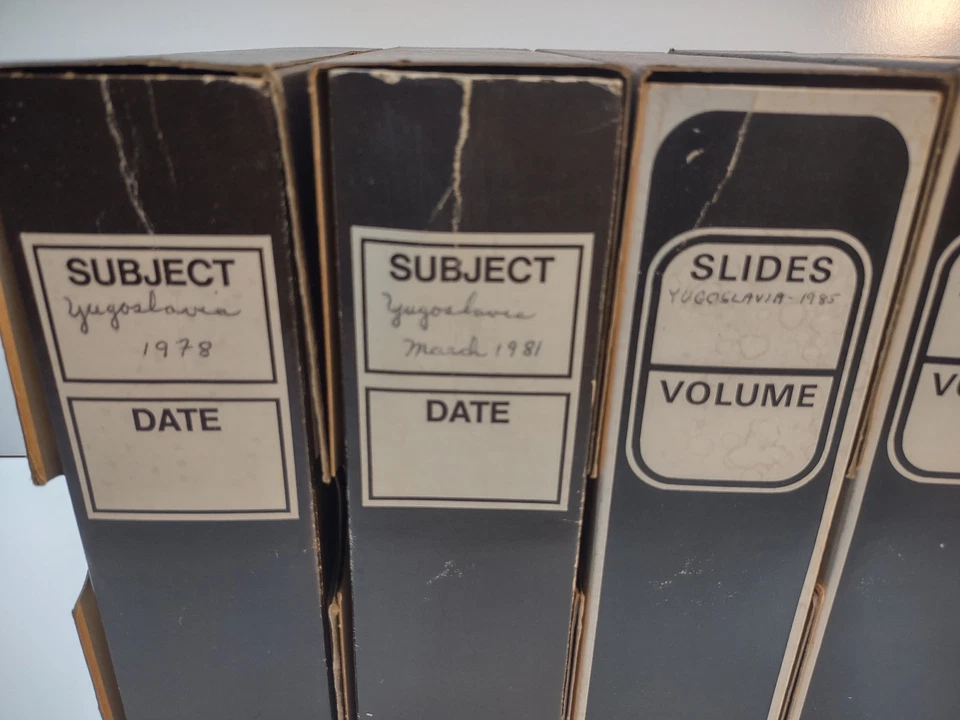 SUBJECT
Yugoslavia
1978
DATE
SUBJECT
Yugoslavia
March 1981
DATE
SLIDES
YUGOSLAVIA-1985
VOLUME